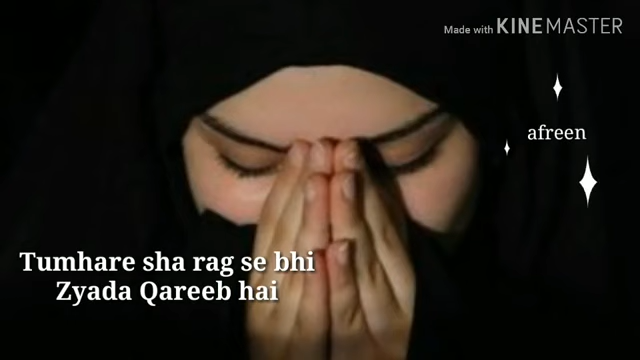 Made with KINEMASTER
afreen
Tumhare sha rag se bhi
Zyada Qareeb hai